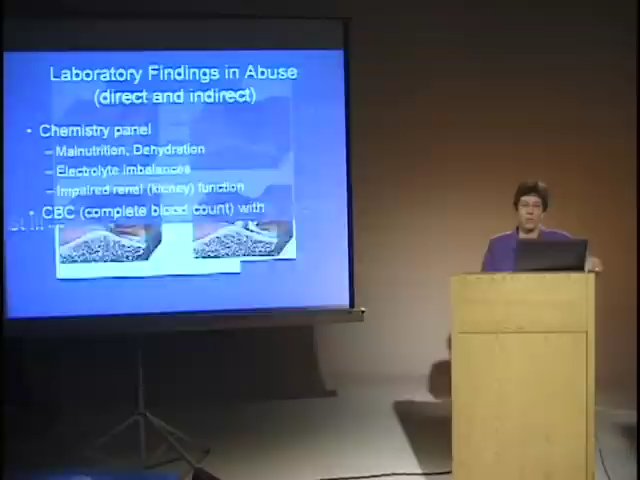 Laboratory Findings in Abuse
(direct and indirect)
• Chemistry panel
– Malnutrition, Dehydration
– Electrolyte imbalances
– Impaired renal (kidney) function
• CBC (complete blood count) with